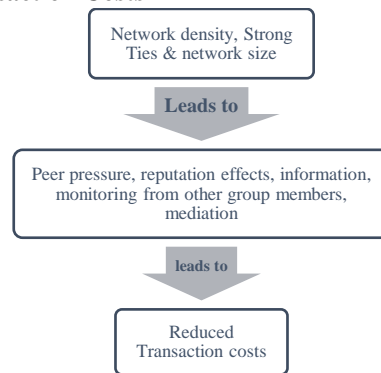 Network density, Strong
Ties & network size
Leads to
Peer pressure, reputation effects, information,
monitoring from other group members,
mediation
leads to
Reduced
Transaction costs